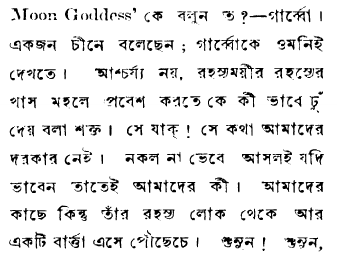 Moon Goddess' কে বলুন ত ?—গার্ব্বো।
একজন চীনে বলেছেন ; গার্ব্বোকে ওমনিই
দেখতে। আশ্চর্য্য নয়, রহস্যময়ীর রহস্যের
খাস মহলে প্রবেশ করতে কে কী ভাবে ঢুঁ
দেয় বলা শক্ত। সে যাক্! সে কথা আমাদের
দরকার নেই। নকল না ভেবে আসলই যদি
ভাবেন তাতেই আমাদের কী। আমাদের
কাছে কিন্তু তাঁর রহস্য লোক থেকে আর
একটি বার্ত্তা এসে পৌছেচে। শুনুন! শুনুন,